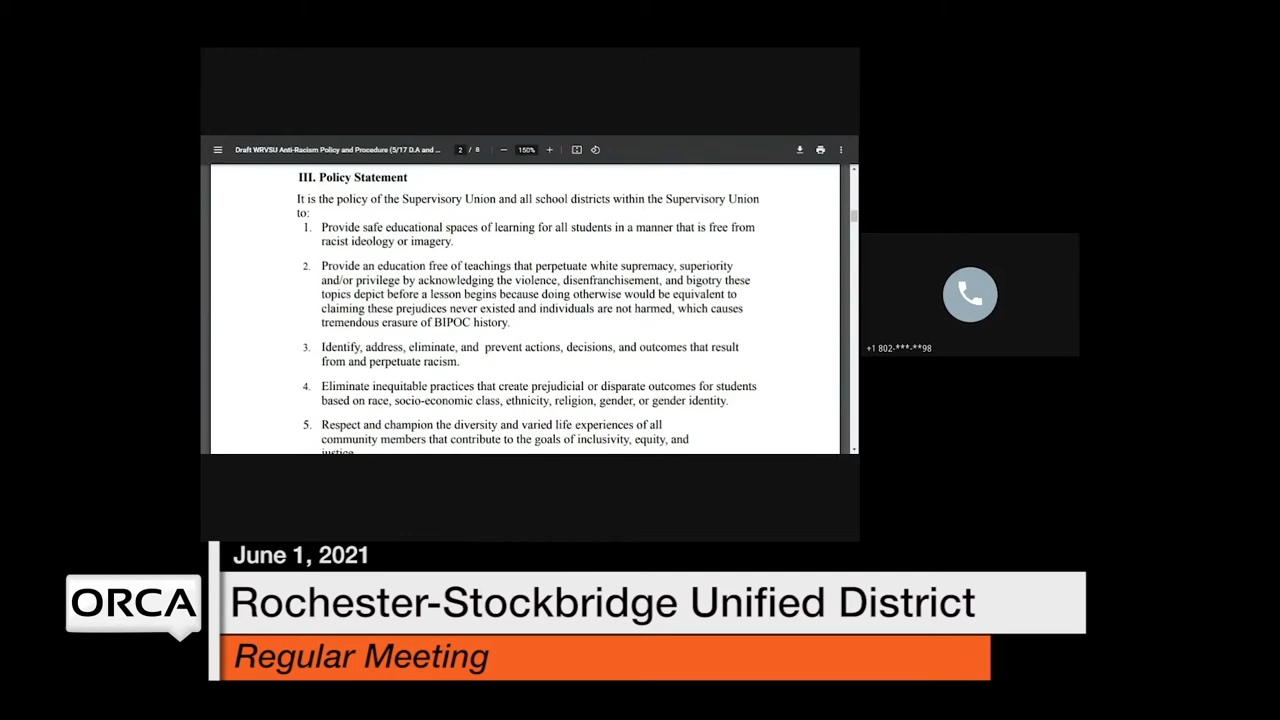 Draft WRVSU Anti-Racism Policy and Procedure (5/17 D.A and ...
2 / 8
150%
III. Policy Statement
It is the policy of the Supervisory Union and all school districts within the Supervisory Union
to:
1. Provide safe educational spaces of learning for all students in a manner that is free from
racist ideology or imagery.
2. Provide an education free of teachings that perpetuate white supremacy, superiority
and/or privilege by acknowledging the violence, disenfranchisement, and bigotry these
topics depict before a lesson begins because doing otherwise would be equivalent to
claiming these prejudices never existed and individuals are not harmed, which causes
tremendous erasure of BIPOC history.
3. Identify, address, eliminate, and prevent actions, decisions, and outcomes that result
from and perpetuate racism.
4. Eliminate inequitable practices that create prejudicial or disparate outcomes for students
based on race, socio-economic class, ethnicity, religion, gender, or gender identity.
5. Respect and champion the diversity and varied life experiences of all
community members that contribute to the goals of inclusivity, equity, and
justice.
+1 802-***-**98
June 1, 2021
ORCA
Rochester-Stockbridge Unified District
Regular Meeting